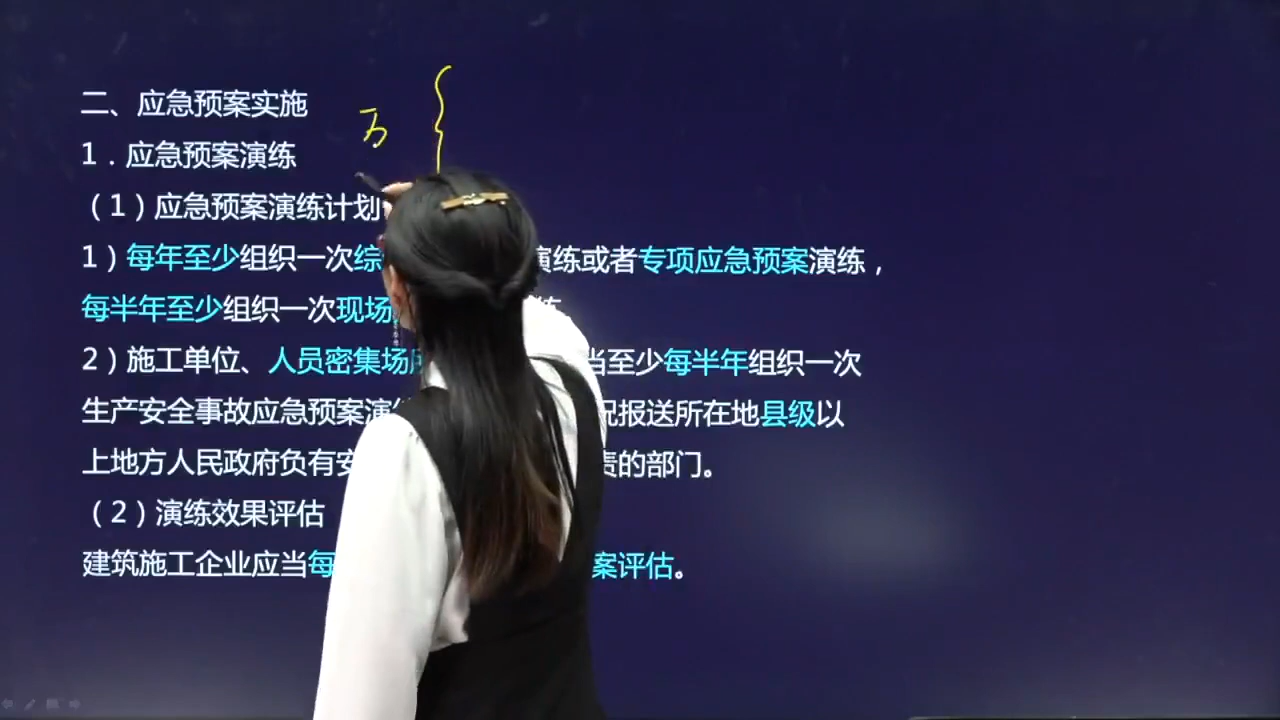 二、应急预案实施
1．应急预案演练
（1）应急预案演练计划
1）每年至少组织一次综 演练或者专项应急预案演练，
每半年至少组织一次现场 练
2）施工单位、人员密集场 当至少每半年组织一次
生产安全事故应急预案演 况报送所在地县级以
上地方人民政府负有安 责的部门。
（2）演练效果评估
建筑施工企业应当每 案评估。